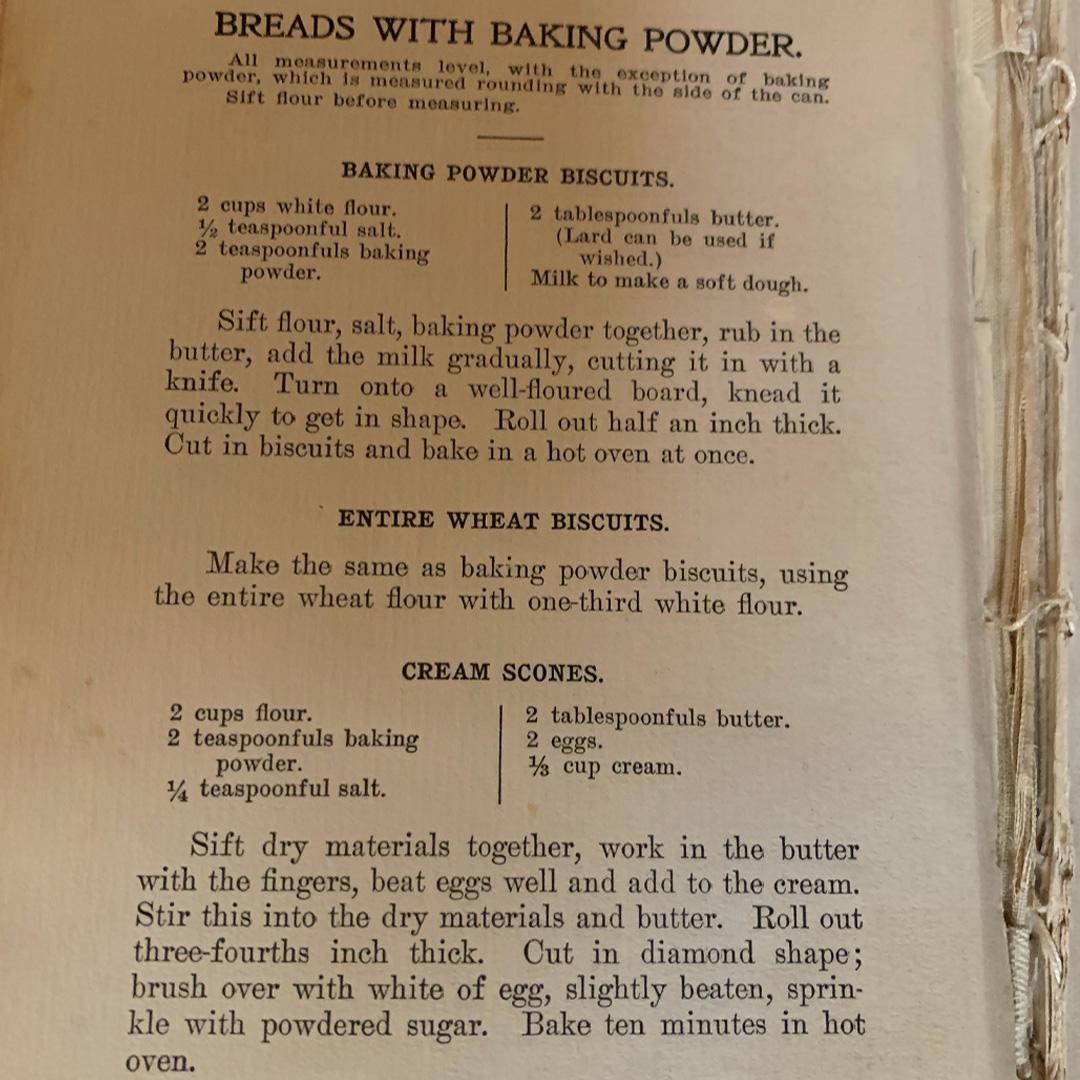 BREADS WITH BAKING POWDER.
All measurements level, with the exception of baking
powder, which is measured rounding with the side of the can.
Sift flour before measuring.
BAKING POWDER BISCUITS.
2 cups white flour.
½ teaspoonful salt.
2 teaspoonfuls baking
powder.
2 tablespoonfuls butter.
(Lard can be used if
wished.)
Milk to make a soft dough.
Sift flour, salt, baking powder together, rub in the
butter, add the milk gradually, cutting it in with a
knife. Turn onto a well-floured board, knead it
quickly to get in shape. Roll out half an inch thick.
Cut in biscuits and bake in a hot oven at once.
ENTIRE WHEAT BISCUITS.
Make the same as baking powder biscuits, using
the entire wheat flour with one-third white flour.
CREAM SCONES.
2 cups flour.
2 teaspoonfuls baking
powder.
¼ teaspoonful salt.
2 tablespoonfuls butter.
2 eggs.
⅓ cup cream.
Sift dry materials together, work in the butter
with the fingers, beat eggs well and add to the cream.
Stir this into the dry materials and butter. Roll out
three-fourths inch thick. Cut in diamond shape;
brush over with white of egg, slightly beaten, sprin-
kle with powdered sugar. Bake ten minutes in hot
oven.